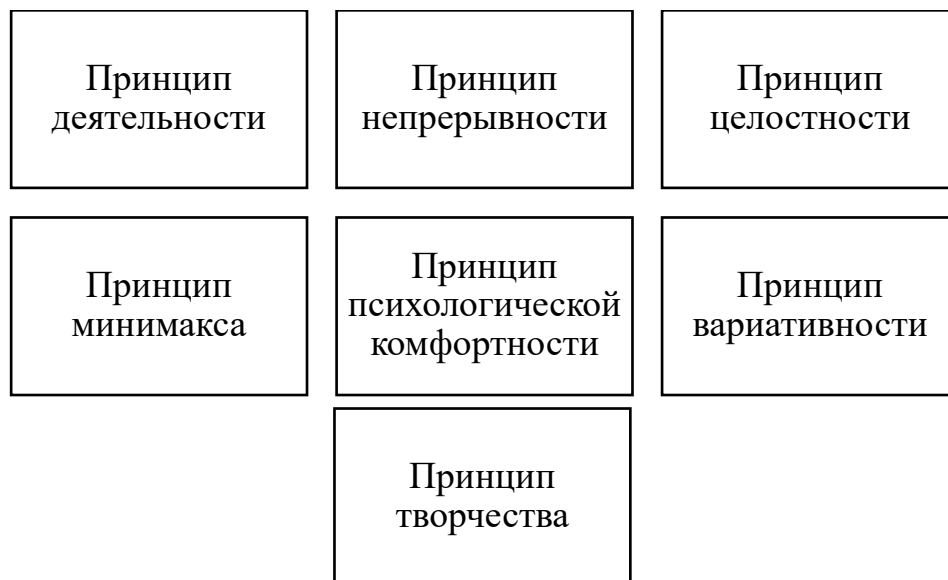 Принцип
деятельности
Принцип
непрерывности
Принцип
целостности
Принцип
минимакса
Принцип
психологической
комфортности
Принцип
вариативности
Принцип
творчества